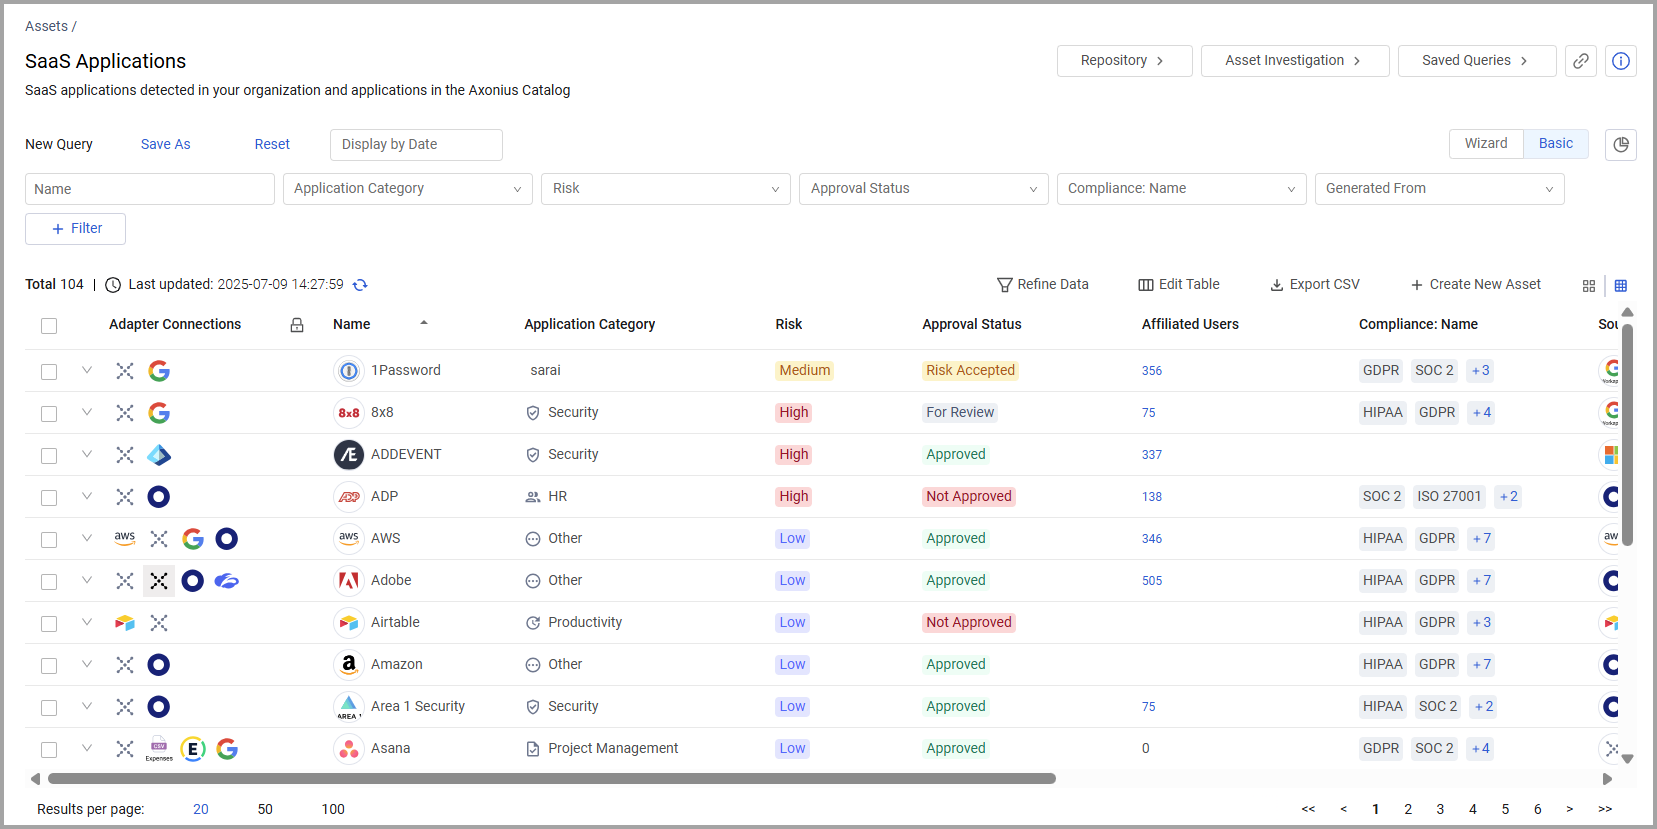 Assets /
SaaS Applications
Repository > Asset Investigation > Saved Queries >
SaaS applications detected in your organization and applications in the Axonius Catalog
New Query Save As Reset Display by Date Wizard Basic
Name Application Category Risk Approval Status Compliance: Name Generated From
+ Filter
Total 104 | Last updated: 2025-07-09 14:27:59 Refine Data Edit Table Export CSV + Create New Asset
Adapter Connections Name Application Category Risk Approval Status Affiliated Users Compliance: Name Sou
1Password sarai Medium Risk Accepted 356 GDPR SOC 2 +3
8x8 8x8 Security High For Review 75 HIPAA GDPR +4
Æ ADDEVENT Security High Approved 337
ADP ADP HR High Not Approved 138 SOC 2 ISO 27001 +2
aws aws AWS Other Low Approved 346 HIPAA GDPR +7 aw
Adobe Other Low Approved 505 HIPAA GDPR +7
Airtable Productivity Low Not Approved HIPAA GDPR +3
Amazon Other Low Approved HIPAA GDPR +7
AREA 1 Area 1 Security Security Low Approved 75 HIPAA SOC 2 +2
CSV Expenses E Asana Project Management Low Approved 0 GDPR SOC 2 +4
Results per page: 20 50 100 << < 1 2 3 4 5 6 > >>